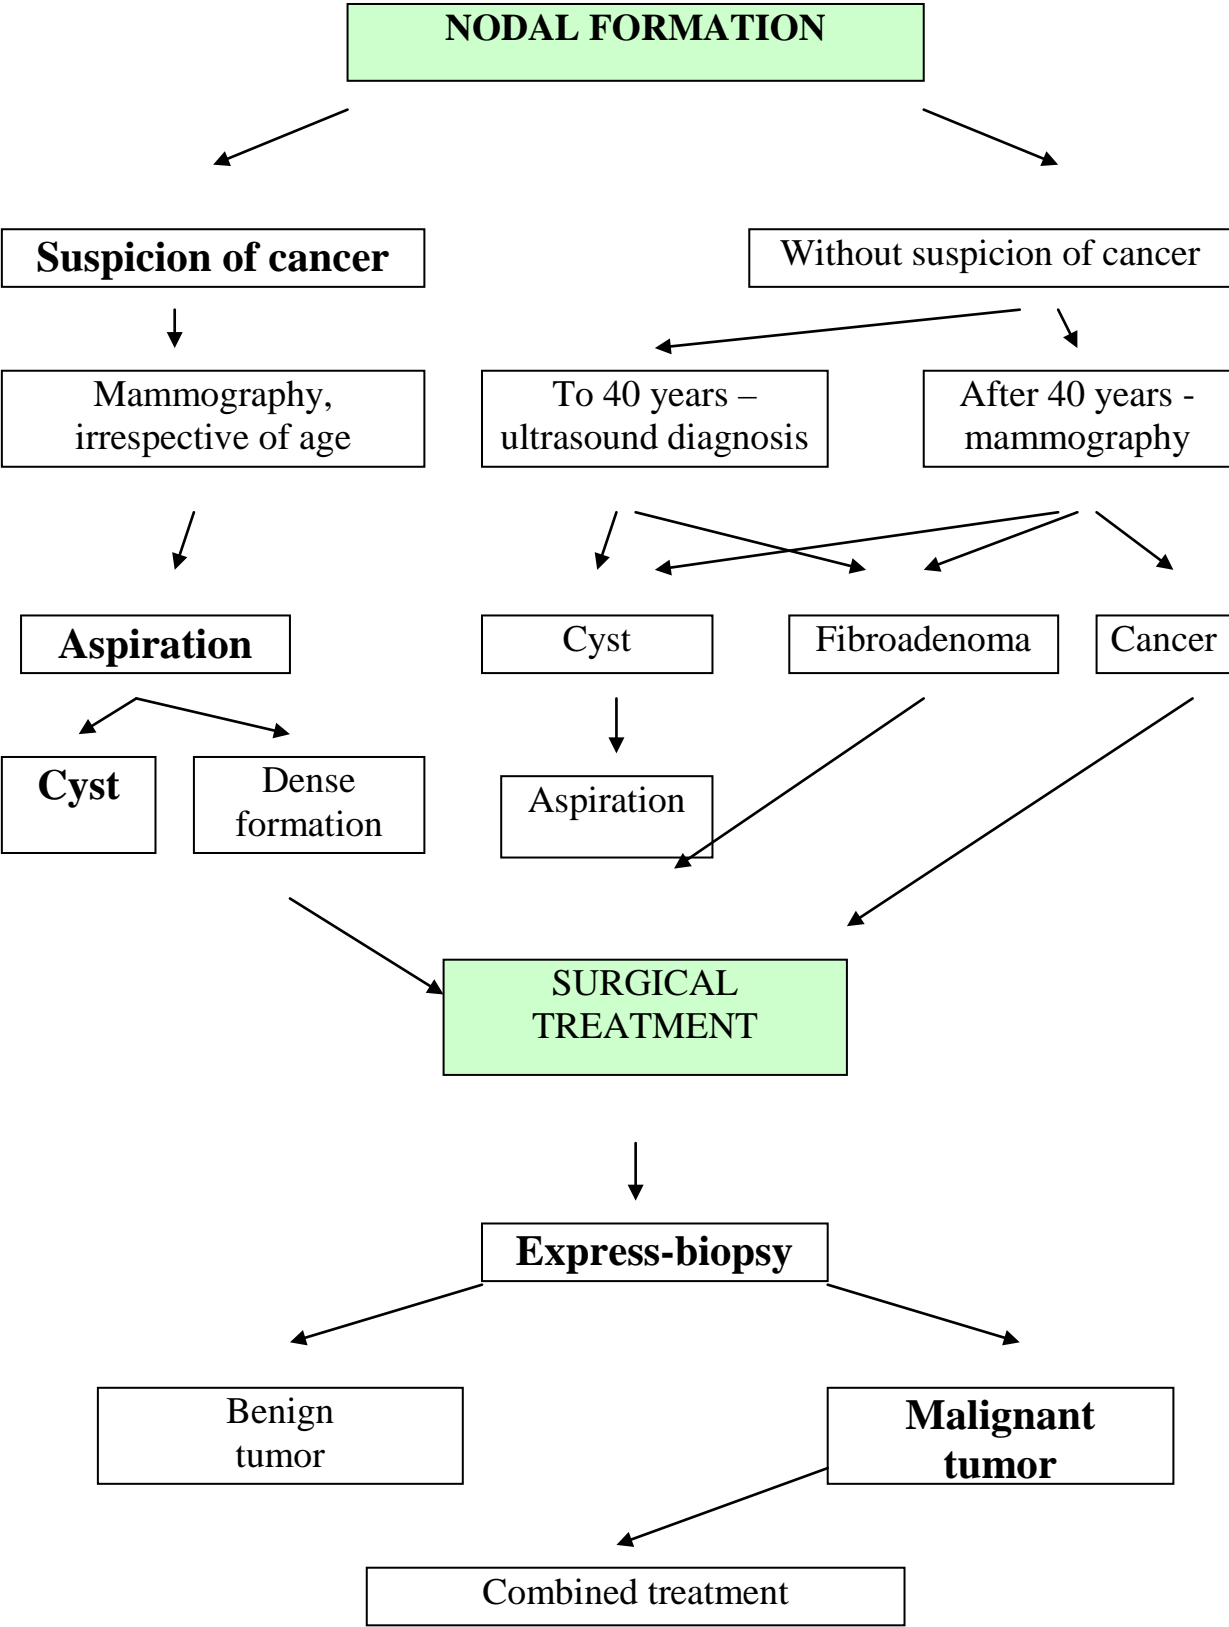 NODAL FORMATION
Suspicion of cancer
Without suspicion of cancer
Mammography,
irrespective of age
To 40 years –
ultrasound diagnosis
After 40 years -
mammography
Aspiration
Cyst
Fibroadenoma
Cancer
Cyst
Dense
formation
Aspiration
SURGICAL
TREATMENT
Express-biopsy
Benign
tumor
Malignant
tumor
Combined treatment